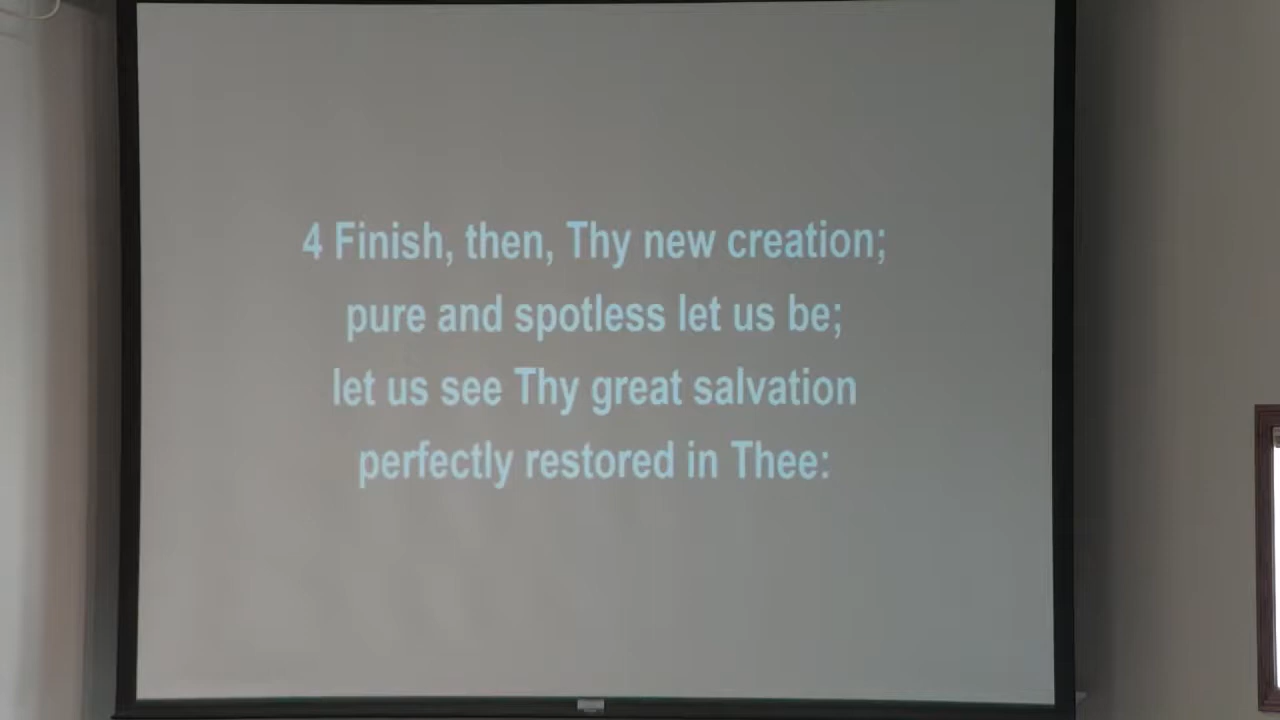 4 Finish, then, Thy new creation;
pure and spotless let us be;
let us see Thy great salvation
perfectly restored in Thee: